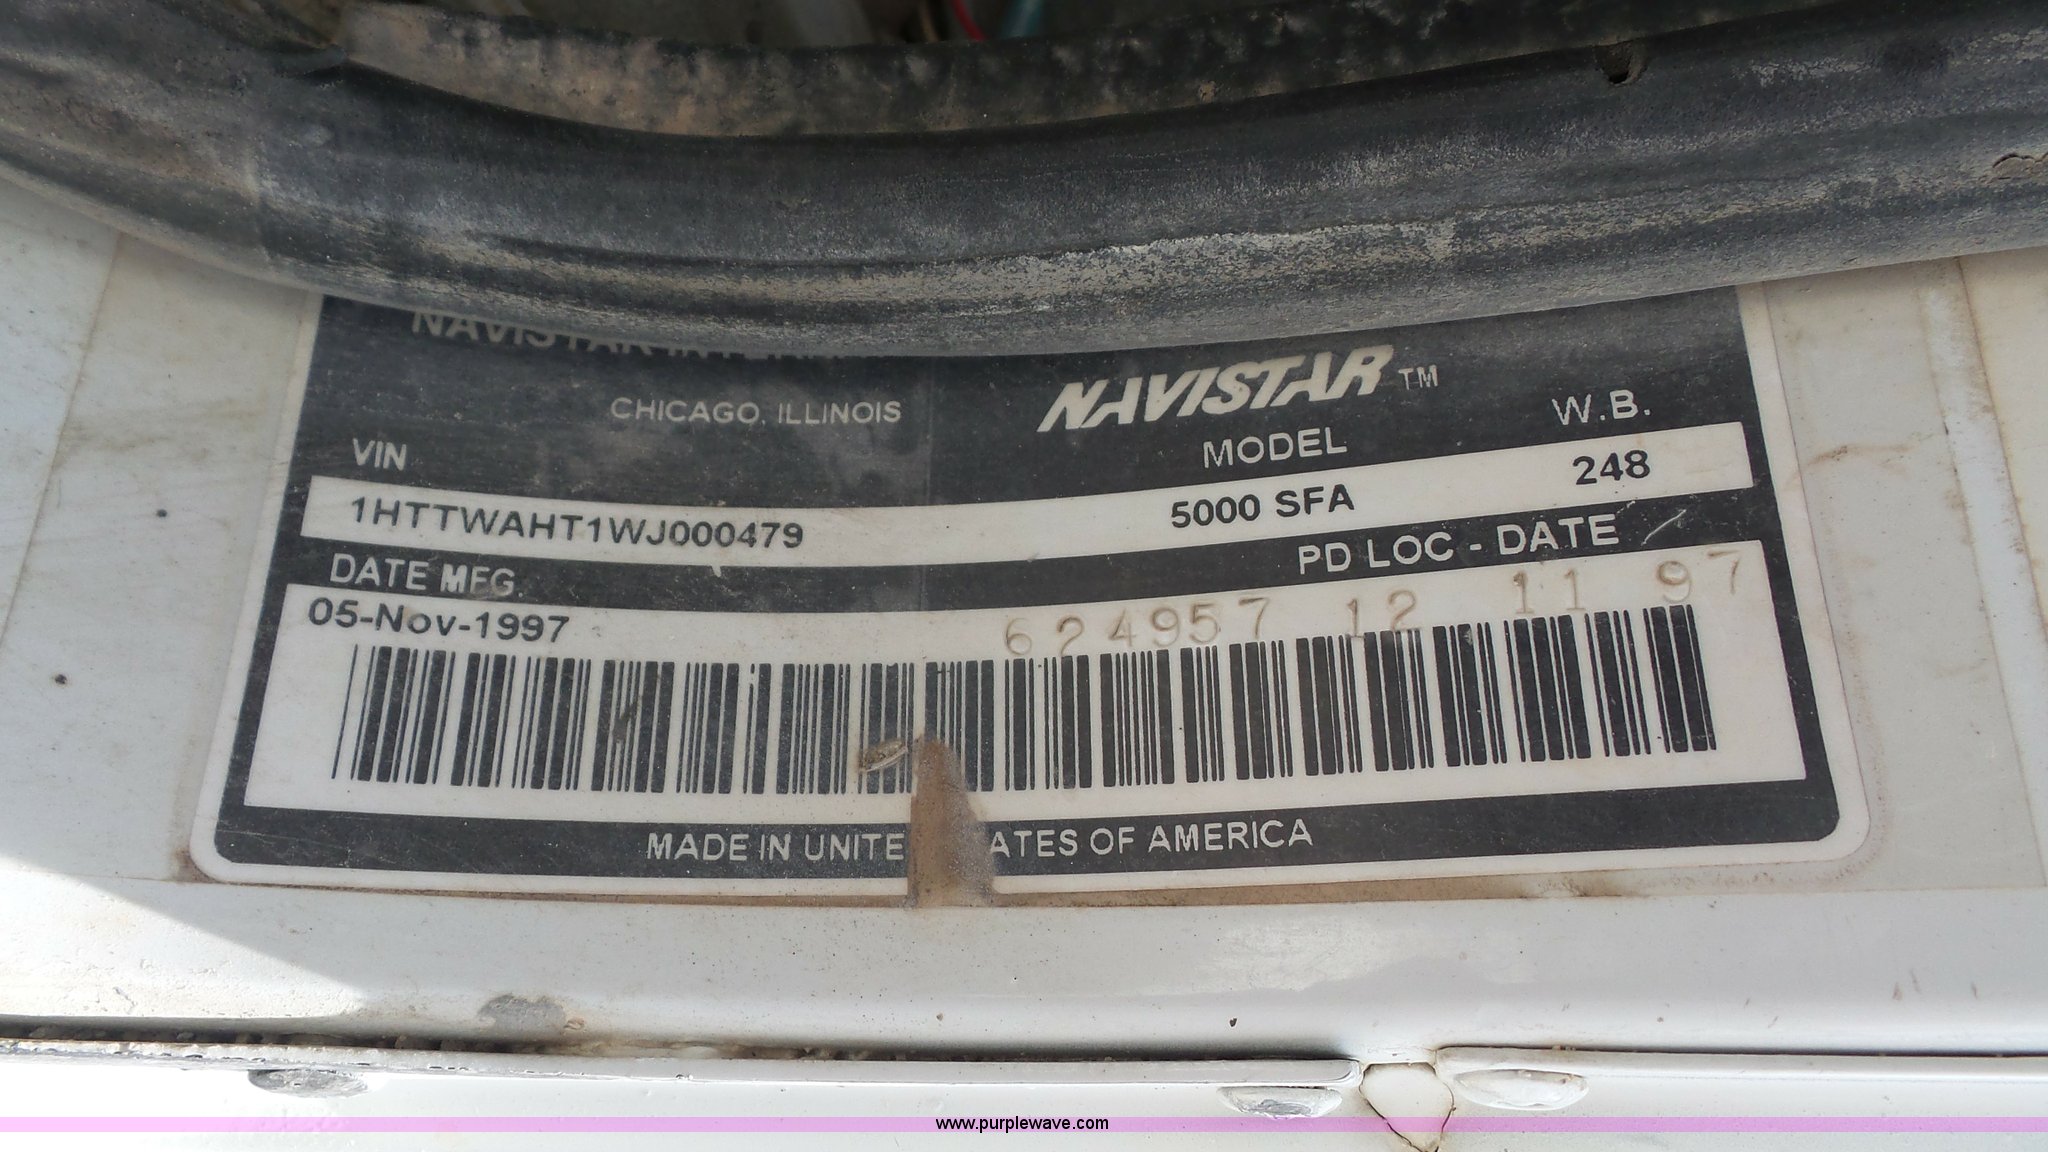 NAVISTAR
CHICAGO, ILLINOIS
NAVISTAR™
VIN
MODEL
W.B.
1HTTWAHT1WJ000479
5000 SFA
248
DATE MFG.
PD LOC - DATE
05-Nov-1997
624957 12 11 97
MADE IN UNITE ATES OF AMERICA
www.purplewave.com